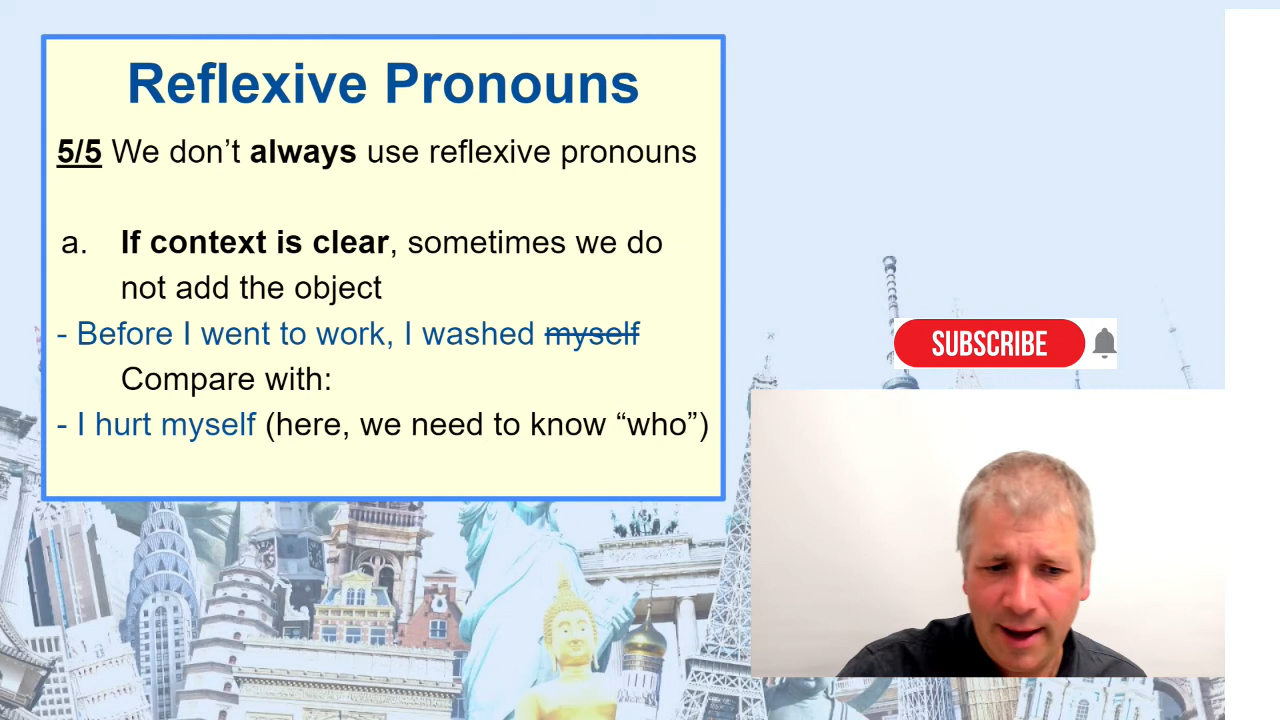 Reflexive Pronouns
5/5 We don’t always use reflexive pronouns
a. If context is clear, sometimes we do
not add the object
- Before I went to work, I washed myself
Compare with:
- I hurt myself (here, we need to know “who”)
SUBSCRIBE